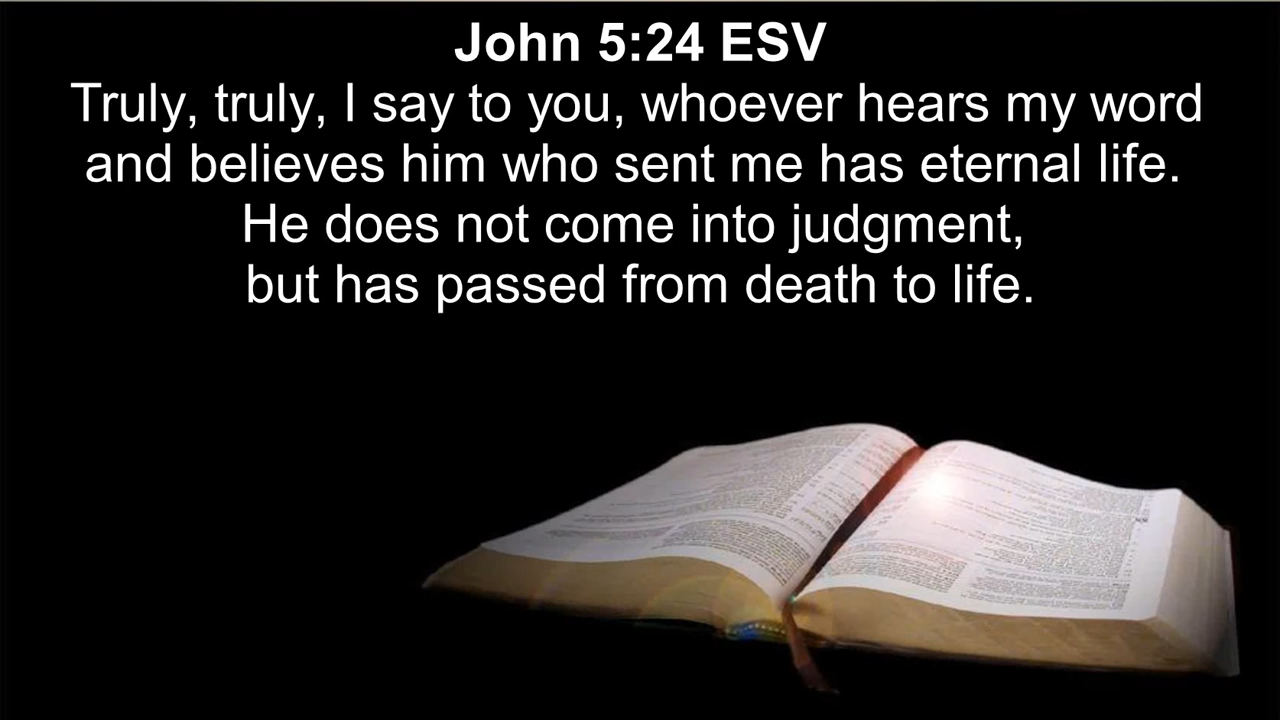 John 5:24 ESV
Truly, truly, I say to you, whoever hears my word
and believes him who sent me has eternal life.
He does not come into judgment,
but has passed from death to life.